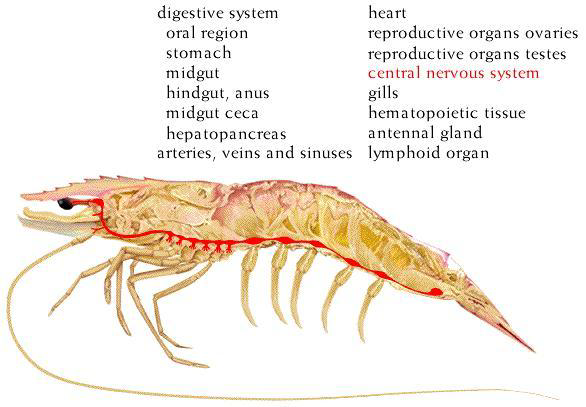 digestive system
oral region
stomach
midgut
hindgut, anus
midgut ceca
hepatopancreas
arteries, veins and sinuses
heart
reproductive organs ovaries
reproductive organs testes
central nervous system
gills
hematopoietic tissue
antennal gland
lymphoid organ